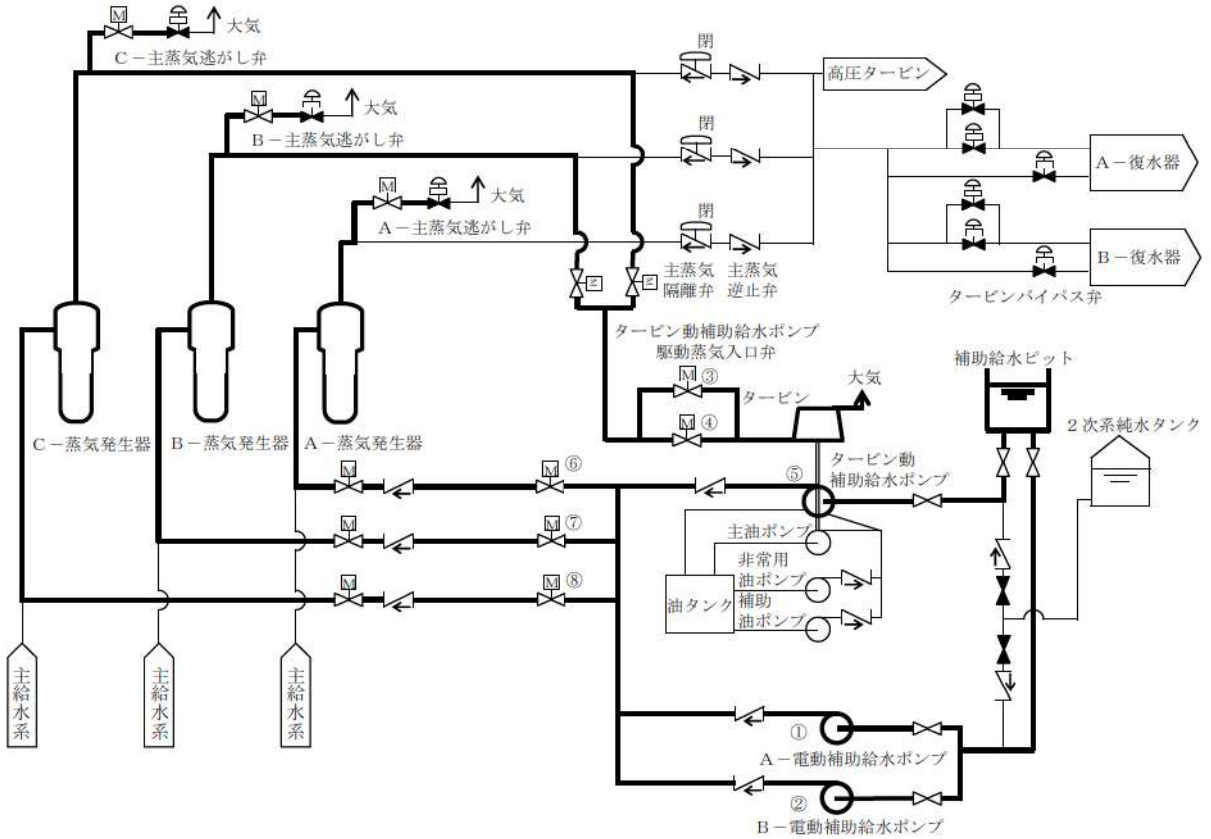 M
大気
C－主蒸気逃がし弁
M
大気
B－主蒸気逃がし弁
M
大気
A－主蒸気逃がし弁
閉
閉
閉
主蒸気
隔離弁
主蒸気
逆止弁
高圧タービン
A－復水器
B－復水器
タービンバイパス弁
M
M
C－蒸気発生器
B－蒸気発生器
A－蒸気発生器
タービン動補助給水ポンプ
駆動蒸気入口弁
M
③
M
④
タービン
大気
補助給水ピット
2次系純水タンク
⑤
タービン動
補助給水ポンプ
M
M
⑥
M
M
⑦
M
M
⑧
主油ポンプ
非常用
油ポンプ
補助
油ポンプ
油タンク
主給水系
主給水系
主給水系
①
A－電動補助給水ポンプ
②
B－電動補助給水ポンプ